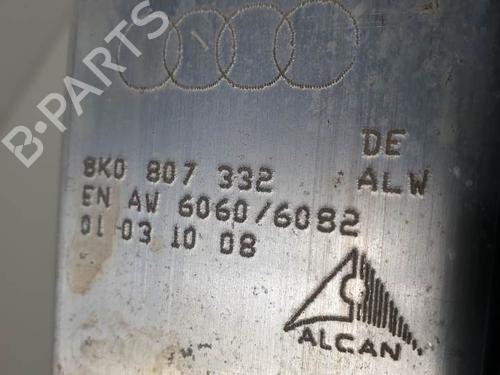 B-PARTS
DE
8K0 807 332 ALW
EN AW 6060/6082
01 03 10 08
ALCAN